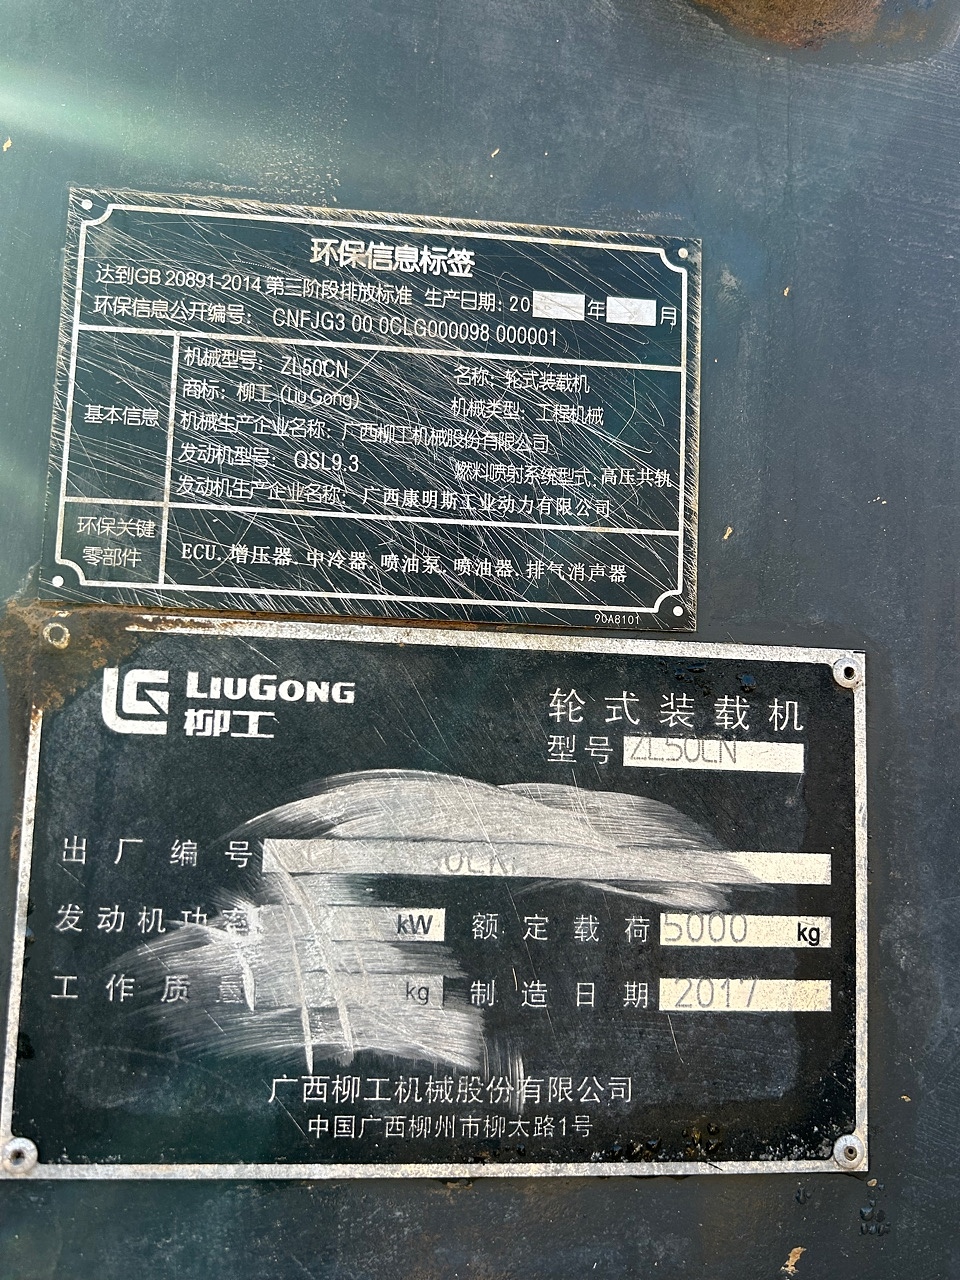 环保信息标签
达到GB 20891-2014 第三阶段排放标准 生产日期: 20 年 月
环保信息公开编号: CNFJG3 00 0CLG000098 000001
基本信息
机械型号: ZL50CN 名称: 轮式装载机
商标: 柳工 (Liu Gong) 机械类型: 工程机械
机械生产企业名称: 广西柳工机械股份有限公司
发动机型号: QSL9.3 燃料喷射系统型式: 高压共轨
发动机生产企业名称: 广西康明斯工业动力有限公司
环保关键零部件
ECU. 增压器. 中冷器. 喷油泵. 喷油器. 排气消声器
90A8101
LIUGONG
柳工
轮式装载机
型号 ZL50CN
出厂编号
发动机功率 kW 额定载荷 5000 kg
工作质量 kg 制造日期 2017
广西柳工机械股份有限公司
中国广西柳州市柳太路1号